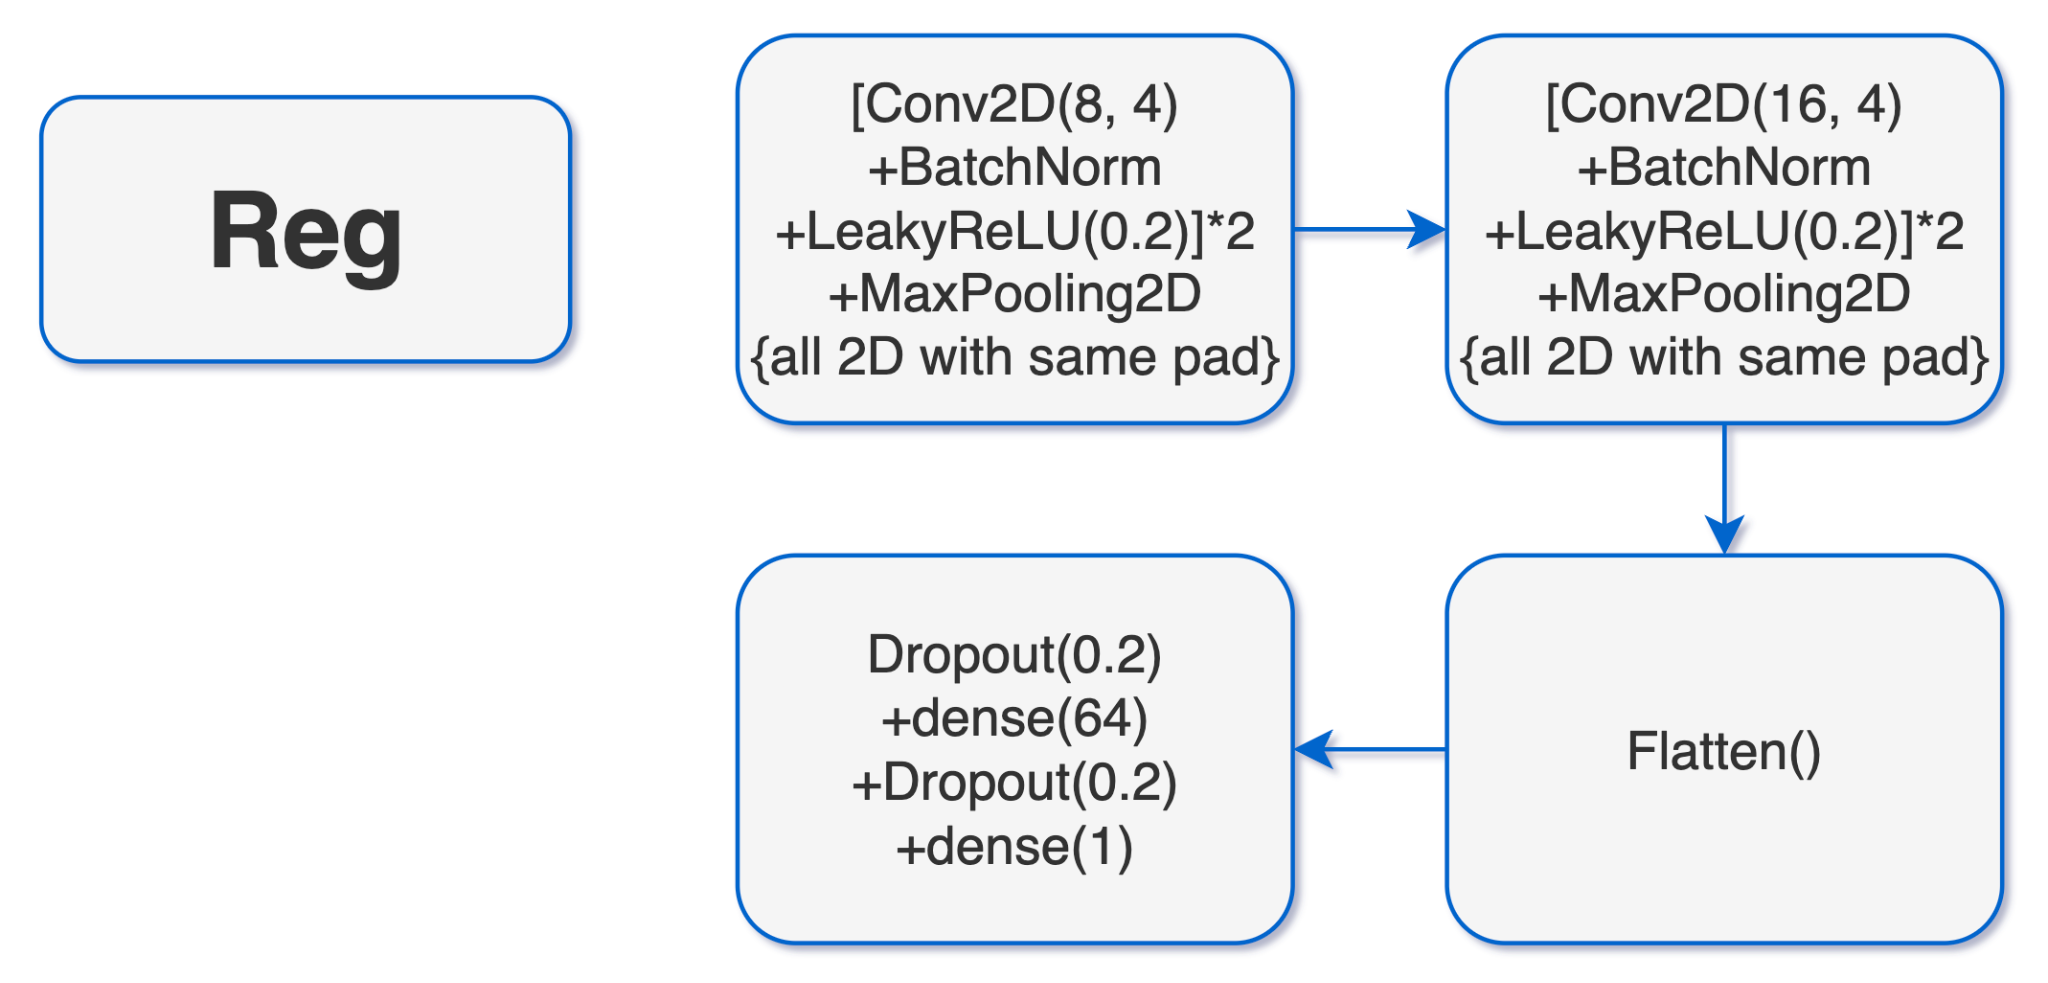 Reg
[Conv2D(8, 4)
+BatchNorm
+LeakyReLU(0.2)]*2
+MaxPooling2D
{all 2D with same pad}
[Conv2D(16, 4)
+BatchNorm
+LeakyReLU(0.2)]*2
+MaxPooling2D
{all 2D with same pad}
Flatten()
Dropout(0.2)
+dense(64)
+Dropout(0.2)
+dense(1)